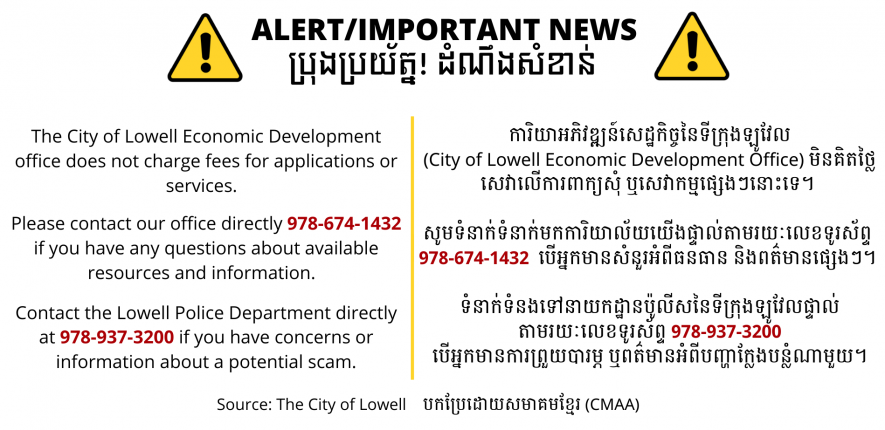 ALERT/IMPORTANT NEWS
ប្រុងប្រយ័ត្ន! ដំណឹងសំខាន់
The City of Lowell Economic Development
office does not charge fees for applications or
services.
Please contact our office directly 978-674-1432
if you have any questions about available
resources and information.
Contact the Lowell Police Department directly
at 978-937-3200 if you have concerns or
information about a potential scam.
ការិយាអភិវឌ្ឍន៍សេដ្ឋកិច្ចនៃទីក្រុងឡូវែល
(City of Lowell Economic Development Office) មិនគិតថ្លៃ
សេវាលើការពាក្យសុំ ឬសេវាកម្មផ្សេងៗនោះទេ។
សូមទំនាក់ទំនាក់មកការិយាល័យយើងផ្ទាល់តាមរយៈលេខទូរស័ព្ទ
978-674-1432 បើអ្នកមានសំនួរអំពីធនធាន និងពត៌មានផ្សេងៗ។
ទំនាក់ទំនងទៅនាយកដ្ឋានប៉ូលីសនៃទីក្រុងឡូវែលផ្ទាល់
តាមរយៈលេខទូរស័ព្ទ 978-937-3200
បើអ្នកមានការព្រួយបារម្ភ ឬពត៌មានអំពីបញ្ហាក្លែងបន្លំណាមួយ។
Source: The City of Lowell បកប្រែដោយសមាគមខ្មែរ (CMAA)